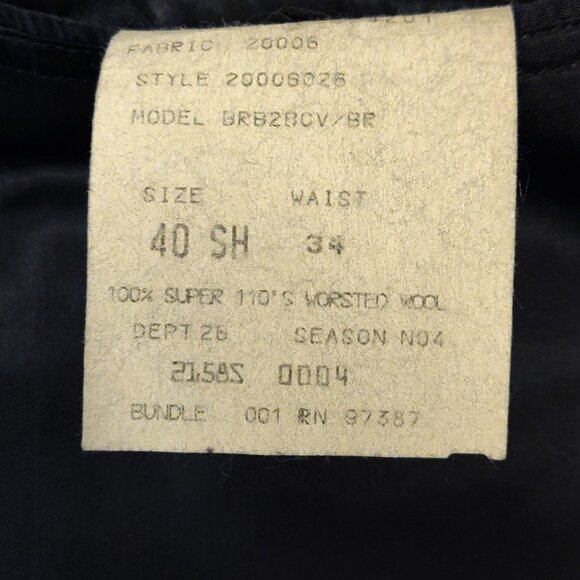 FABRIC 20006
STYLE 20006026
MODEL BRB2BCV/BR
SIZE WAIST
40 SH 34
100% SUPER 110'S WORSTED WOOL
DEPT 26 SEASON N04
21582 0004
BUNDLE 001 RN 97387